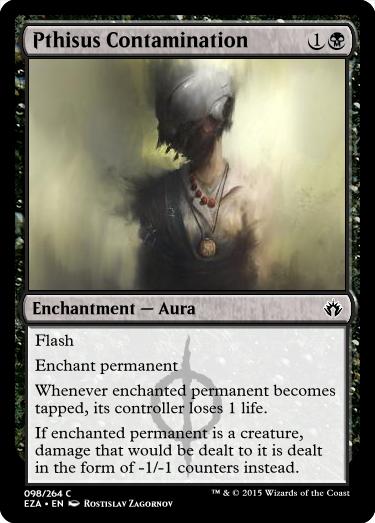 Pthisus Contamination 1
Enchantment — Aura
Flash
Enchant permanent
Whenever enchanted permanent becomes
tapped, its controller loses 1 life.
If enchanted permanent is a creature,
damage that would be dealt to it is dealt
in the form of -1/-1 counters instead.
098/264 C
EZA • EN Rostislav Zagornov
™ & © 2015 Wizards of the Coast